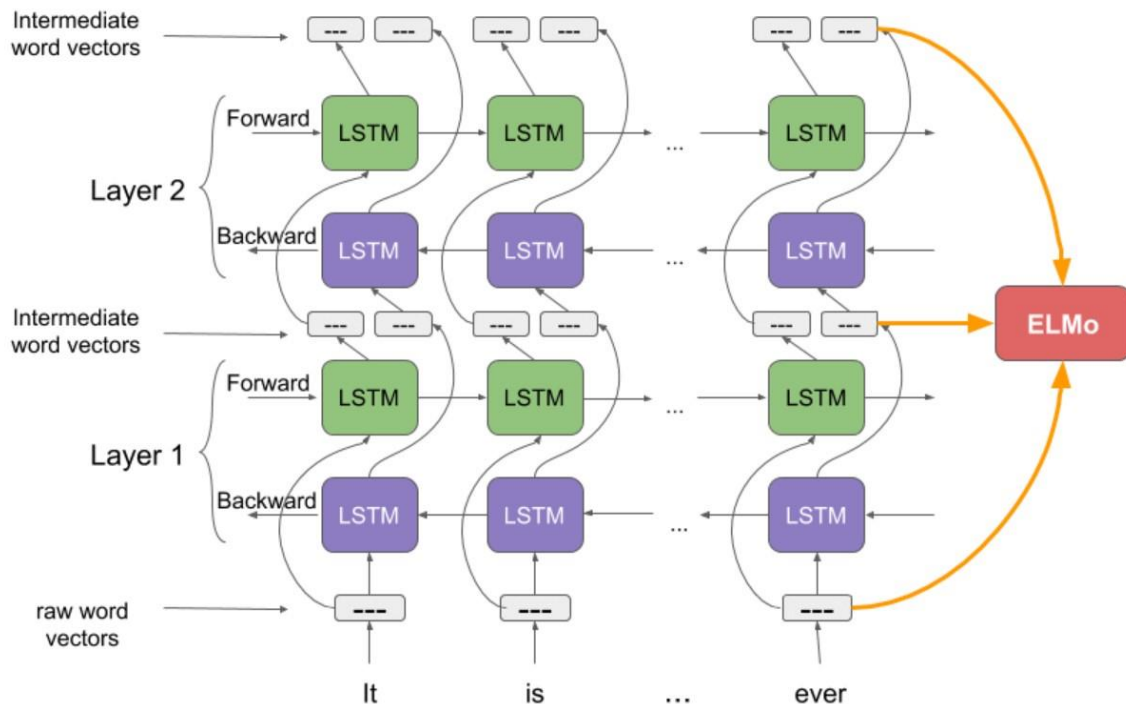 Intermediate
word vectors
--- --- --- --- --- ---
Forward
LSTM LSTM ... LSTM
Layer 2
Backward
LSTM LSTM ... LSTM
Intermediate
word vectors
--- --- --- --- --- ---
ELMo
Forward
LSTM LSTM ... LSTM
Layer 1
Backward
LSTM LSTM ... LSTM
raw word
vectors
--- --- ---
It is ... ever